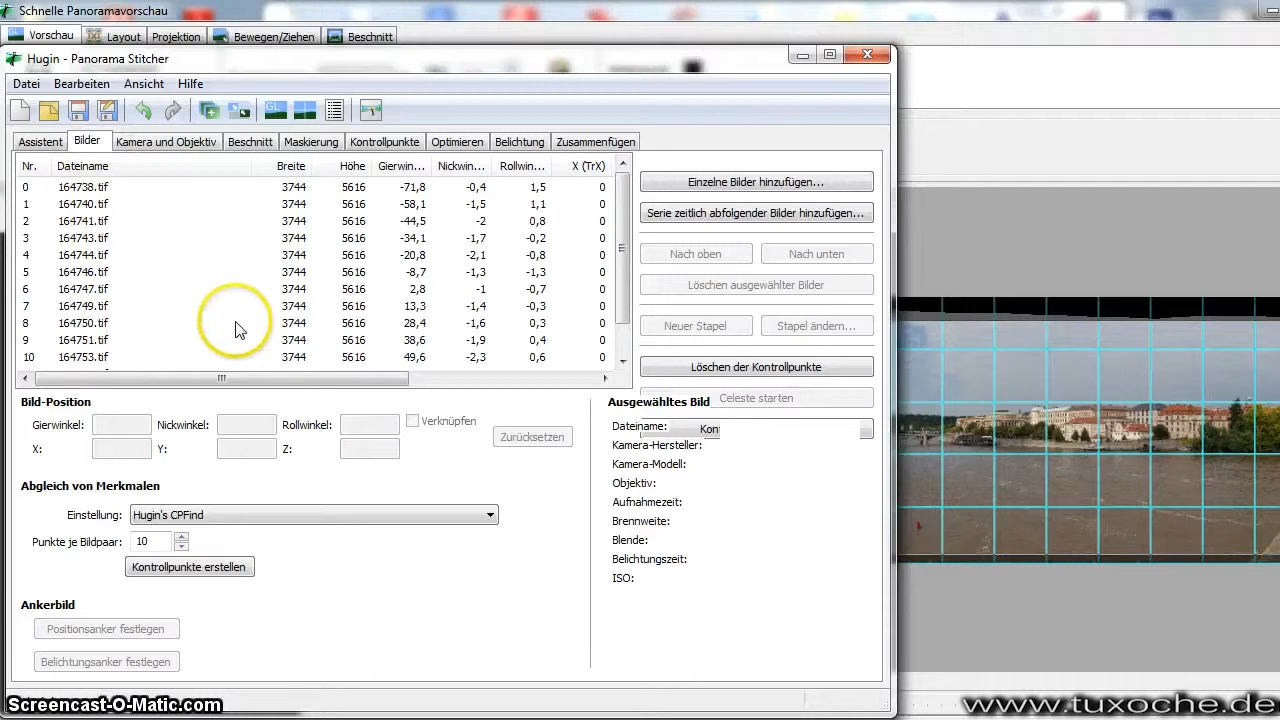 Schnelle Panoramavorschau
Vorschau Layout Projektion Bewegen/Ziehen Beschnitt
Hugin - Panorama Stitcher
Datei Bearbeiten Ansicht Hilfe
GL
Assistent Bilder Kamera und Objektiv Beschnitt Maskierung Kontrollpunkte Optimieren Belichtung Zusammenfügen
Nr. Dateiname Breite Höhe Gierwin... Nickwin... Rollwin... X (TrX)
0 164738.tif 3744 5616 -71,8 -0,4 1,5 0
1 164740.tif 3744 5616 -58,1 -1,5 1,1 0
2 164741.tif 3744 5616 -44,5 -2 0,8 0
3 164743.tif 3744 5616 -34,1 -1,7 -0,2 0
4 164744.tif 3744 5616 -20,8 -2,1 -0,8 0
5 164746.tif 3744 5616 -8,7 -1,3 -1,3 0
6 164747.tif 3744 5616 2,8 -1 -0,7 0
7 164749.tif 3744 5616 13,3 -1,4 -0,3 0
8 164750.tif 3744 5616 28,4 -1,6 0,3 0
9 164751.tif 3744 5616 38,6 -1,9 0,4 0
10 164753.tif 3744 5616 49,6 -2,3 0,6 0
Einzelne Bilder hinzufügen...
Serie zeitlich abfolgender Bilder hinzufügen...
Nach oben Nach unten
Löschen ausgewählter Bilder
Neuer Stapel Stapel ändern...
Löschen der Kontrollpunkte
Celeste starten
Bild-Position
Gierwinkel: Nickwinkel: Rollwinkel: Verknüpfen
X: Y: Z: Zurücksetzen
Abgleich von Merkmalen
Einstellung: Hugin's CPFind
Punkte je Bildpaar: 10
Kontrollpunkte erstellen
Ankerbild
Positionsanker festlegen
Belichtungsanker festlegen
Ausgewähltes Bild
Dateiname: Kon
Kamera-Hersteller:
Kamera-Modell:
Objektiv:
Aufnahmezeit:
Brennweite:
Blende:
Belichtungszeit:
ISO:
Screencast-O-Matic.com
www.tuxoche.de